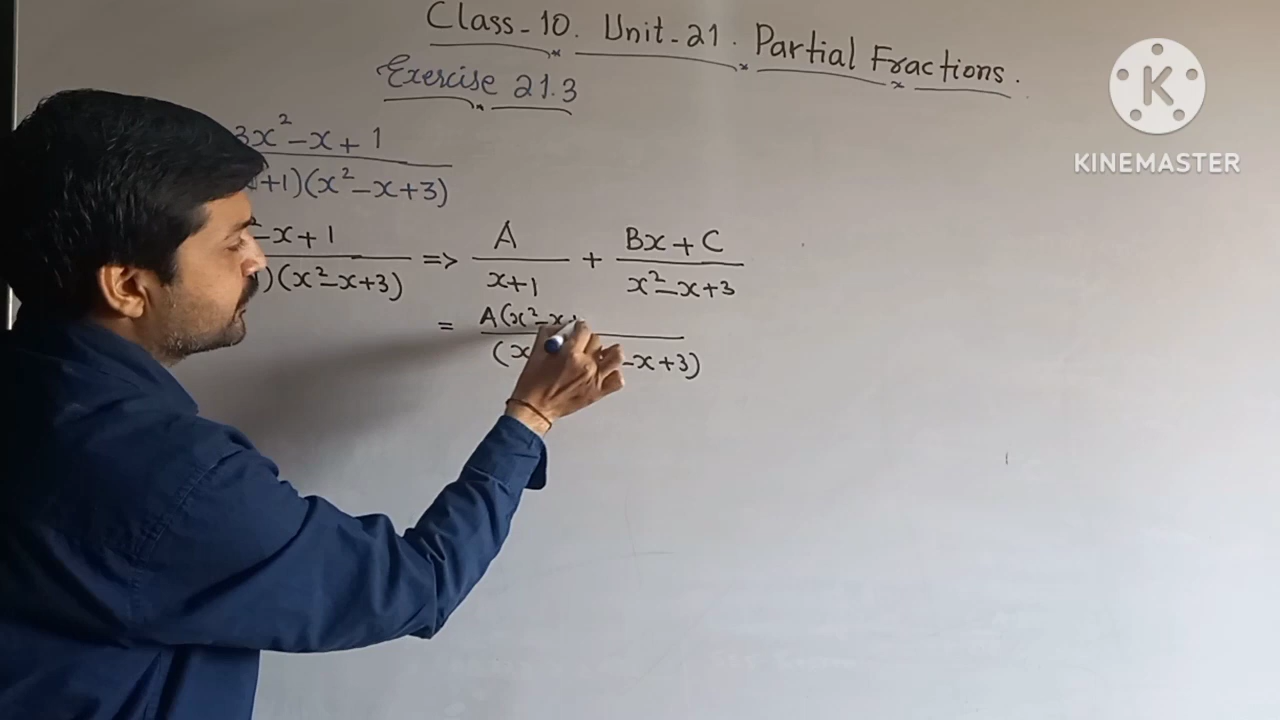 Class-10. Unit-21. Partial Fractions.
Exercise 21.3
3x² - x + 1
+1)(x² - x + 3)
² - x + 1
)(x² - x + 3)
=> A / x+1 + Bx + C / x² - x + 3
= A(x² - x
(x - x + 3)
K
KINEMASTER